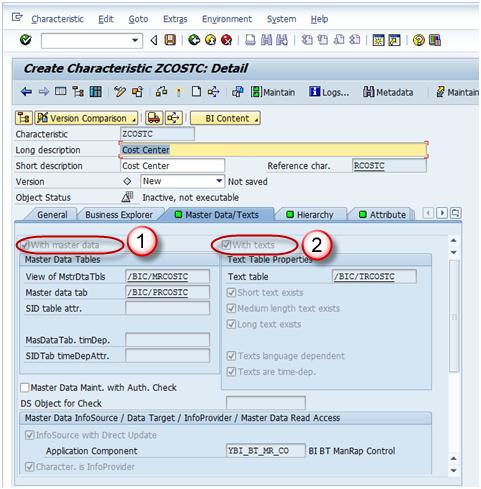 Characteristic Edit Goto Extras Environment System Help
Create Characteristic ZCOSTC: Detail
Maintain Logs... Metadata Maintain
Version Comparison BI Content
Characteristic ZCOSTC
Long description Cost Center
Short description Cost Center Reference char. RCOSTC
Version New Not saved
Object Status Inactive, not executable
General Business Explorer Master Data/Texts Hierarchy Attribute
With master data 1 With texts 2
Master Data Tables Text Table Properties
View of MstrDtaTbls /BIC/MRCOSTC Text table /BIC/TRCOSTC
Master data tab /BIC/PRCOSTC Short text exists
SID table attr. Medium length text exists
Long text exists
MasDataTab. timDep.
SIDTab timeDepAttr. Texts language dependent
Texts are time-dep.
Master Data Maint. with Auth. Check
DS Object for Check
Master Data InfoSource / Data Target / InfoProvider / Master Data Read Access
InfoSource with Direct Update
Application Component YBI_BT_MR_CO BI BT ManRap Control
Character. is InfoProvider